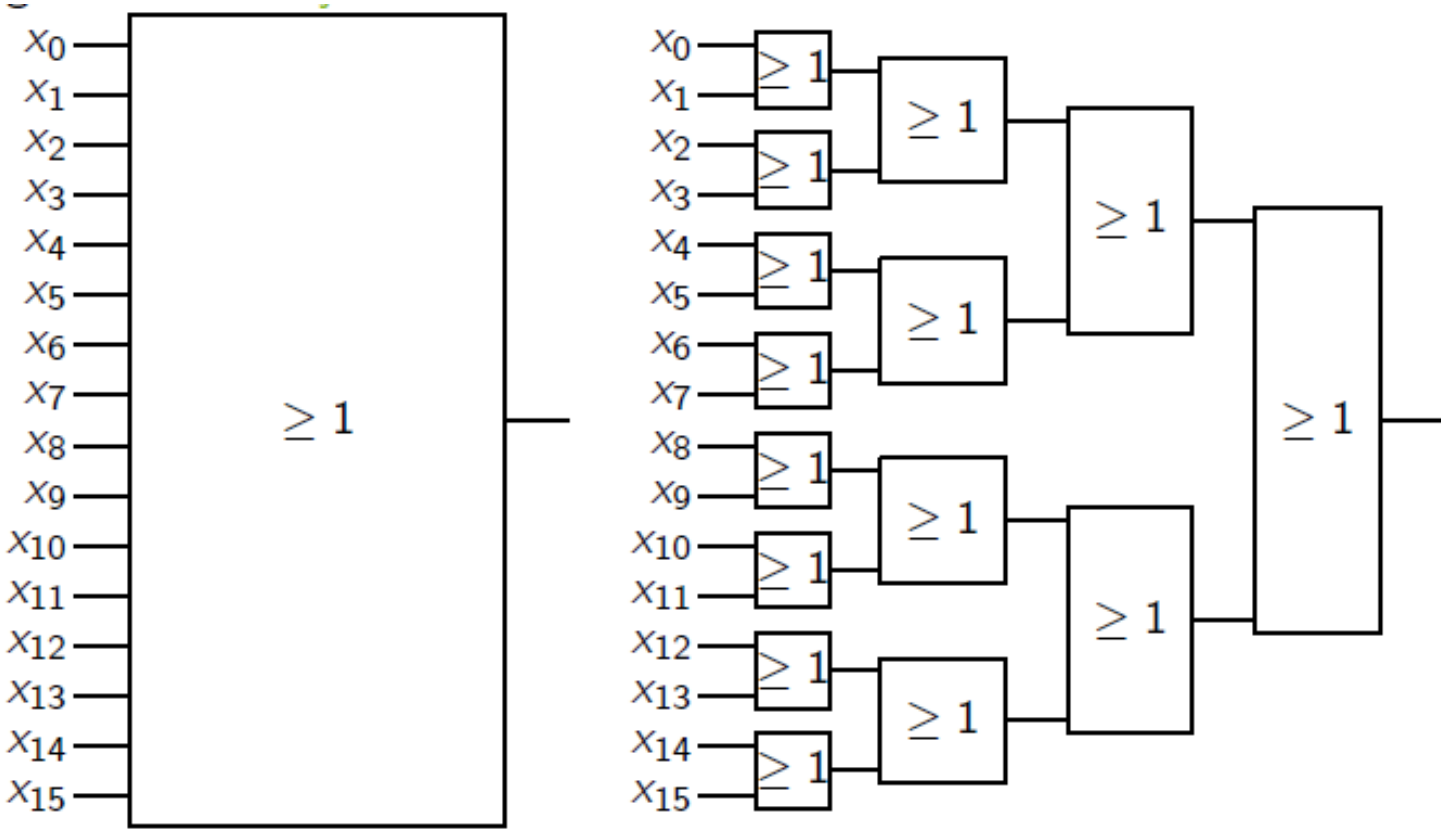 x0 x0 ≥ 1
x1 x1 ≥ 1
x2 x2 ≥ 1
x3 x3 ≥ 1
x4 x4 ≥ 1
x5 x5 ≥ 1
x6 x6 ≥ 1
x7 x7
≥ 1 ≥ 1
x8 x8 ≥ 1
x9 x9 ≥ 1
x10 x10 ≥ 1
x11 x11 ≥ 1
x12 x12 ≥ 1
x13 x13 ≥ 1
x14 x14 ≥ 1
x15 x15